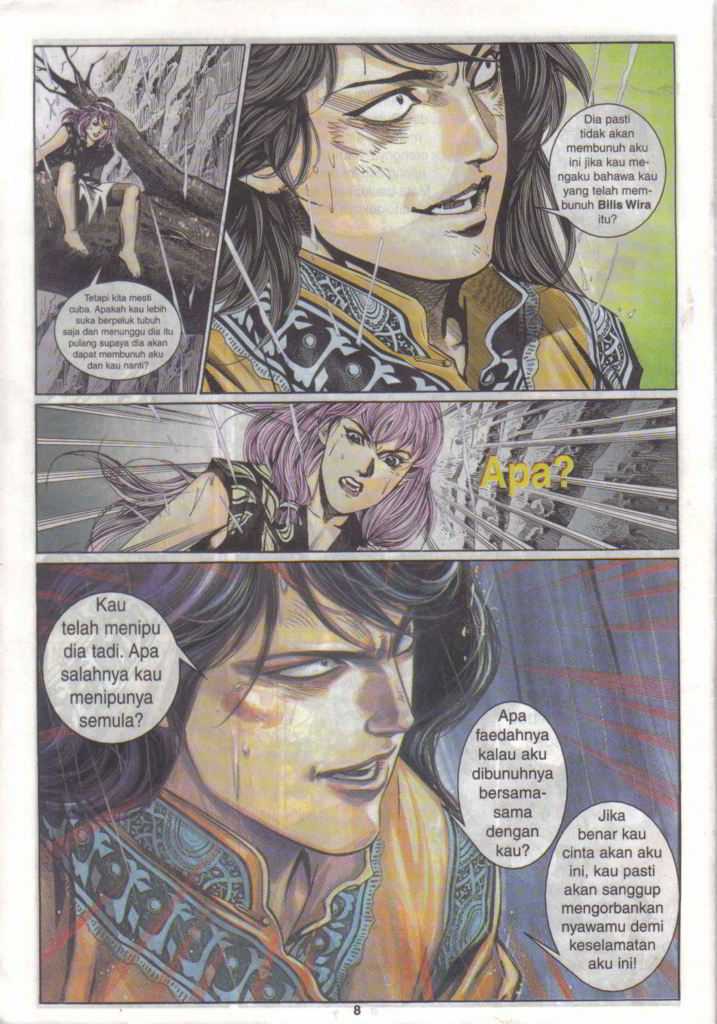 Dia pasti
tidak akan
membunuh aku
ini jika kau me-
ngaku bahawa kau
yang telah mem-
bunuh Bilis Wira
itu?
Tetapi kita mesti
cuba. Apakah kau lebih
suka berpeluk tubuh
saja dan menunggu dia itu
pulang supaya dia akan
dapat membunuh aku
dan kau nanti?
Apa?
Kau
telah menipu
dia tadi. Apa
salahnya kau
menipunya
semula?
Apa
faedahnya
kalau aku
dibunuhnya
bersama-
sama
dengan
kau?
Jika
benar kau
cinta akan aku
ini, kau pasti
akan sanggup
mengorbankan
nyawamu demi
keselamatan
aku ini!
8